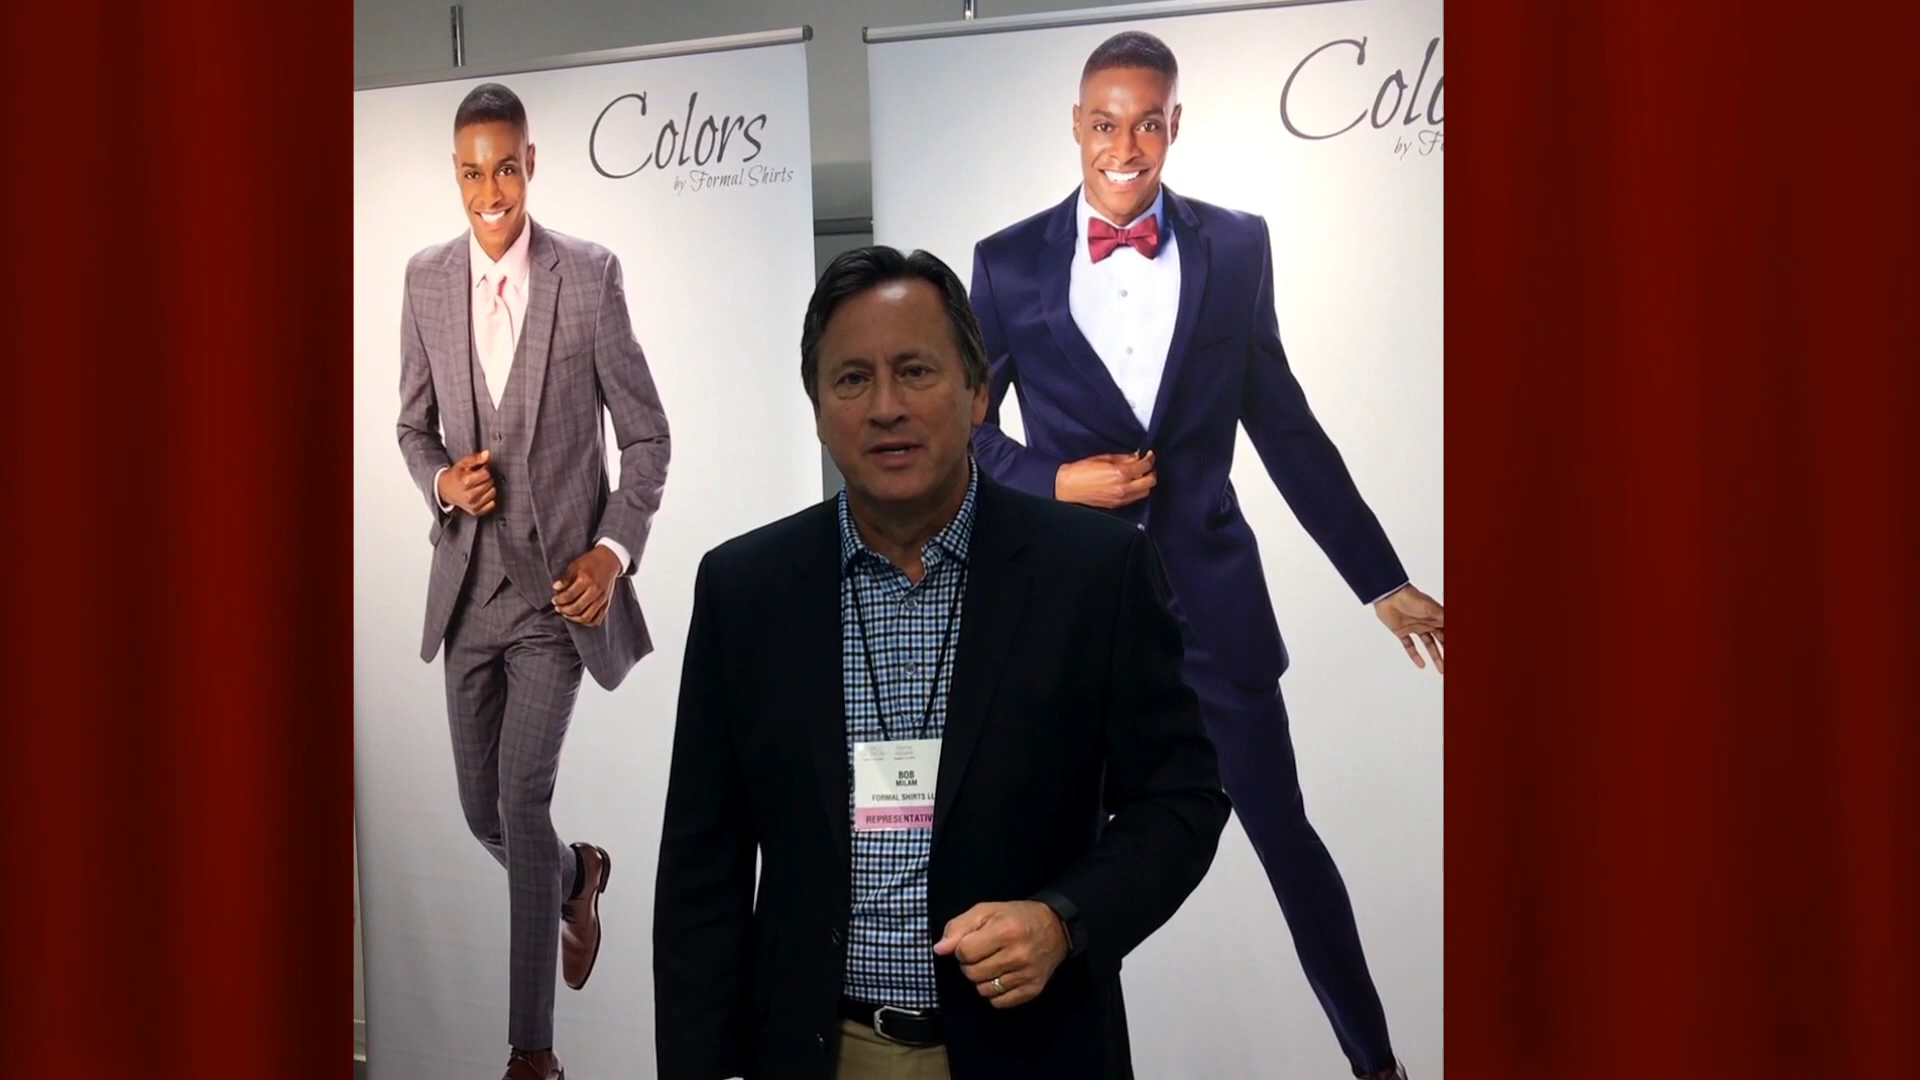 Colors
by Formal Shirts
Colo
by Fo
BOB
MILAM
FORMAL SHIRTS LL
REPRESENTATIV